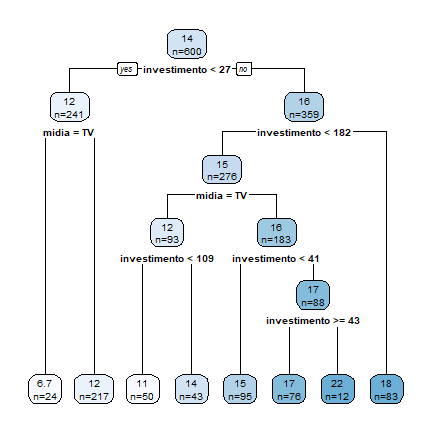 14
n=600
yes investimento < 27 no
12
n=241
16
n=359
midia = TV
investimento < 182
15
n=276
midia = TV
12
n=93
16
n=183
investimento < 109
investimento < 41
17
n=88
investimento >= 43
6.7
n=24
12
n=217
11
n=50
14
n=43
15
n=95
17
n=76
22
n=12
18
n=83